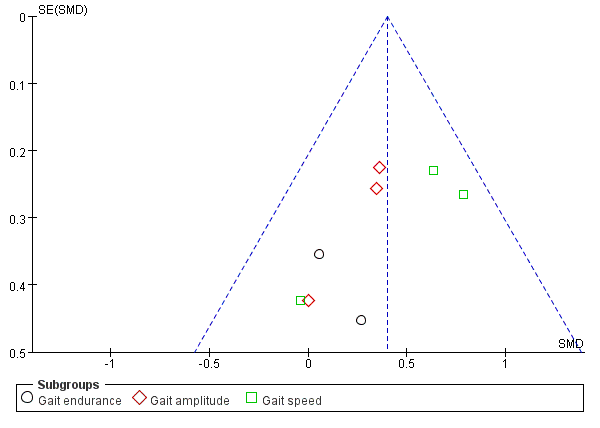 SE(SMD)
0
0.1
0.2
0.3
0.4
0.5
-1
-0.5
0
0.5
1
SMD
Subgroups
Gait endurance
Gait amplitude
Gait speed